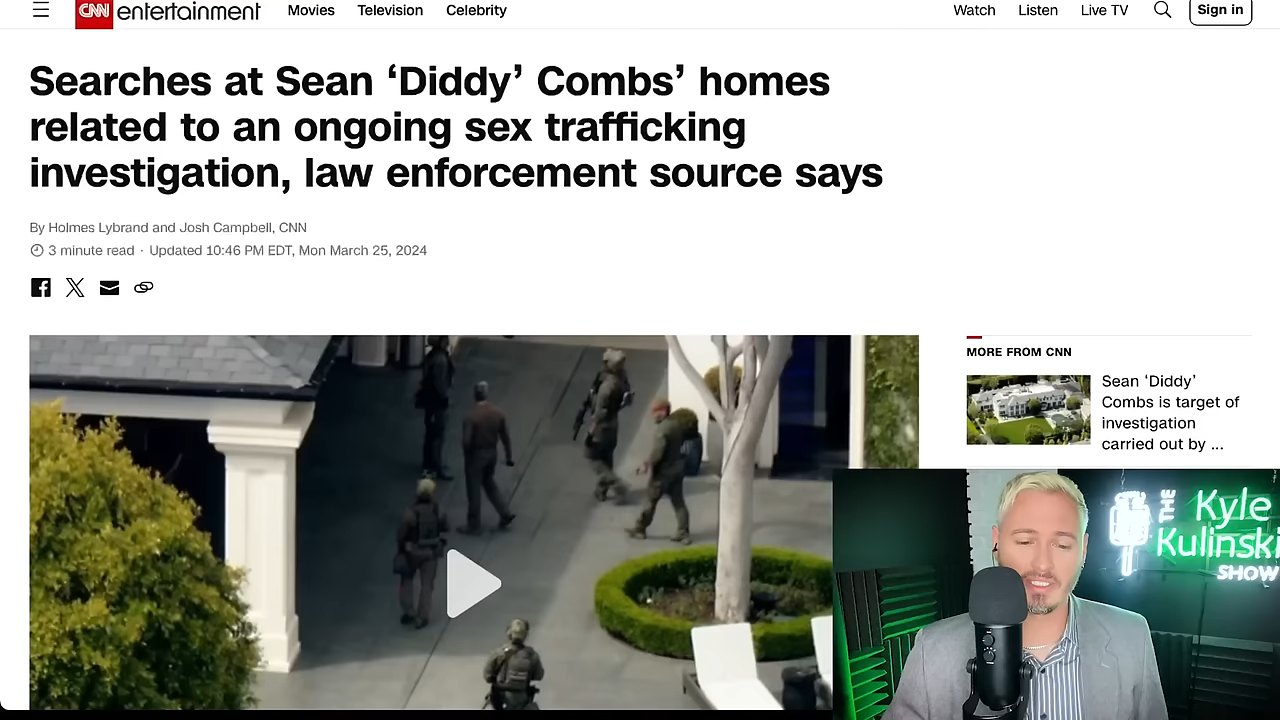 CNN entertainment Movies Television Celebrity Watch Listen Live TV Sign in
Searches at Sean ‘Diddy’ Combs’ homes
related to an ongoing sex trafficking
investigation, law enforcement source says
By Holmes Lybrand and Josh Campbell, CNN
3 minute read · Updated 10:46 PM EDT, Mon March 25, 2024
MORE FROM CNN
Sean ‘Diddy’
Combs is target of
investigation
carried out by ...
THE
Kyle
Kulinski
SHOW